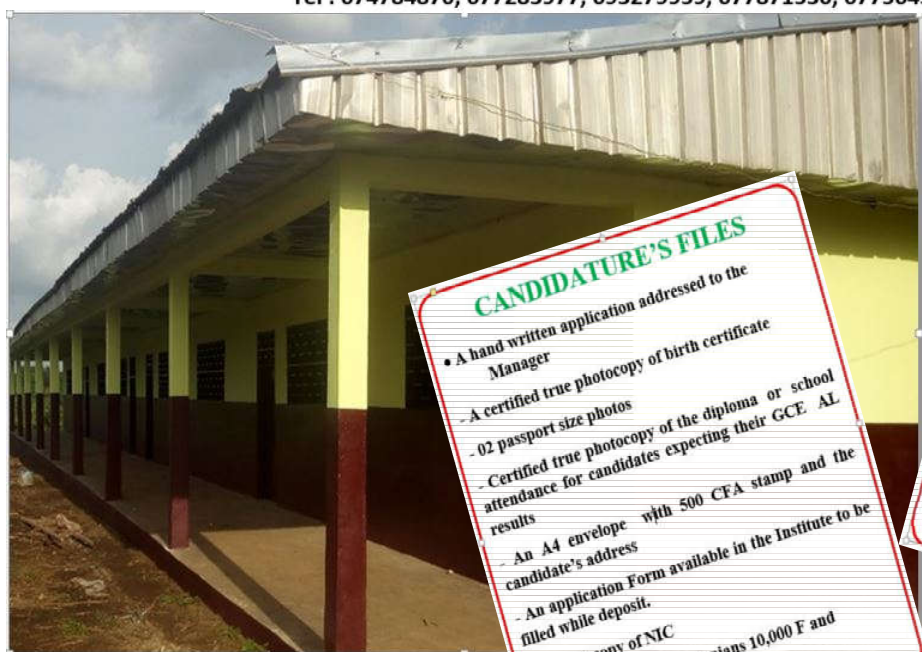 CANDIDATURE'S FILES
• A hand written application addressed to the
Manager
- A certified true photocopy of birth certificate
- 02 passport size photos
- Certified true photocopy of the diploma or school
attendance for candidates expecting their GCE AL
results
- An A4 envelope with 500 CFA stamp and the
candidate's address
- An application Form available in the Institute to be
filled while deposit.
of NIC
10,000 F and